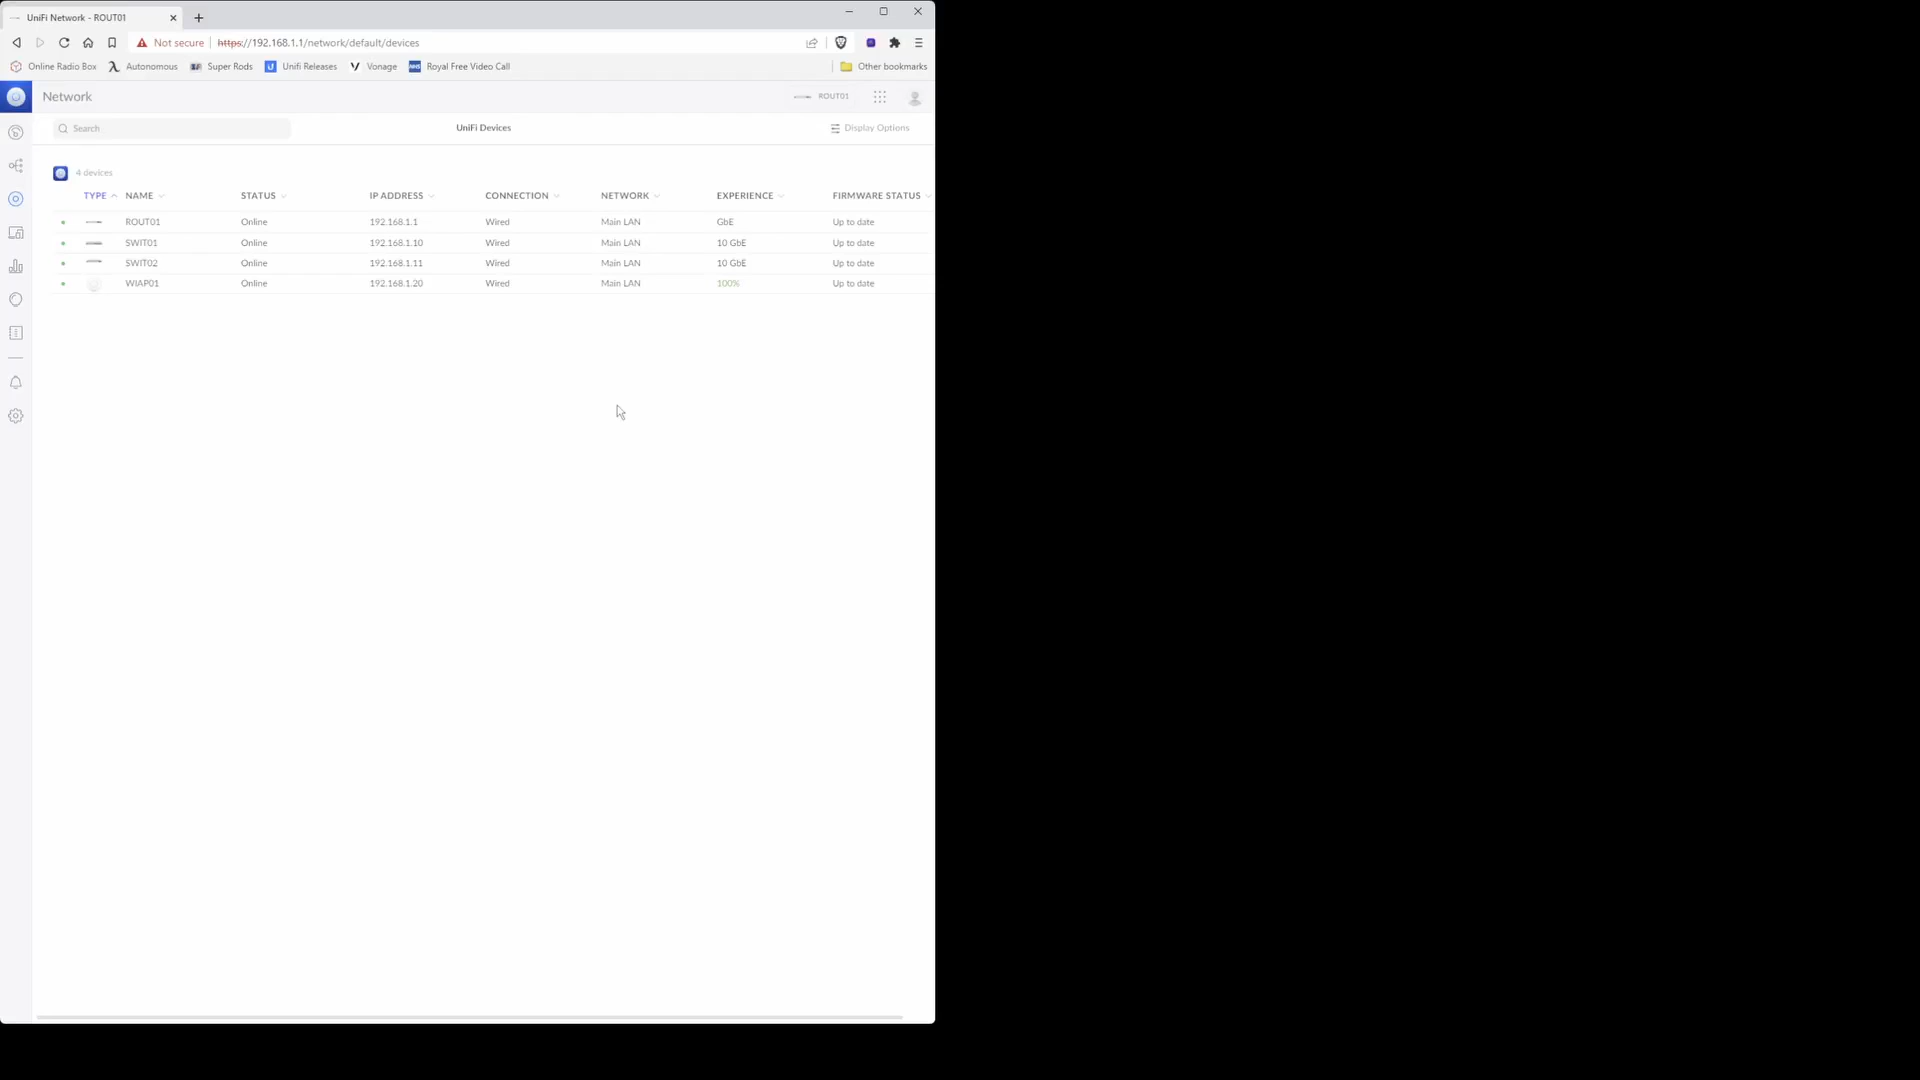 UniFi Network - ROUT01
Not secure https://192.168.1.1/network/default/devices
Online Radio Box Autonomous Super Rods Unifi Releases Vonage NHS Royal Free Video Call Other bookmarks
Network ROUT01
Search UniFi Devices Display Options
4 devices
TYPE NAME STATUS IP ADDRESS CONNECTION NETWORK EXPERIENCE FIRMWARE STATUS
ROUT01 Online 192.168.1.1 Wired Main LAN GbE Up to date
SWIT01 Online 192.168.1.10 Wired Main LAN 10 GbE Up to date
SWIT02 Online 192.168.1.11 Wired Main LAN 10 GbE Up to date
WIAP01 Online 192.168.1.20 Wired Main LAN 100% Up to date